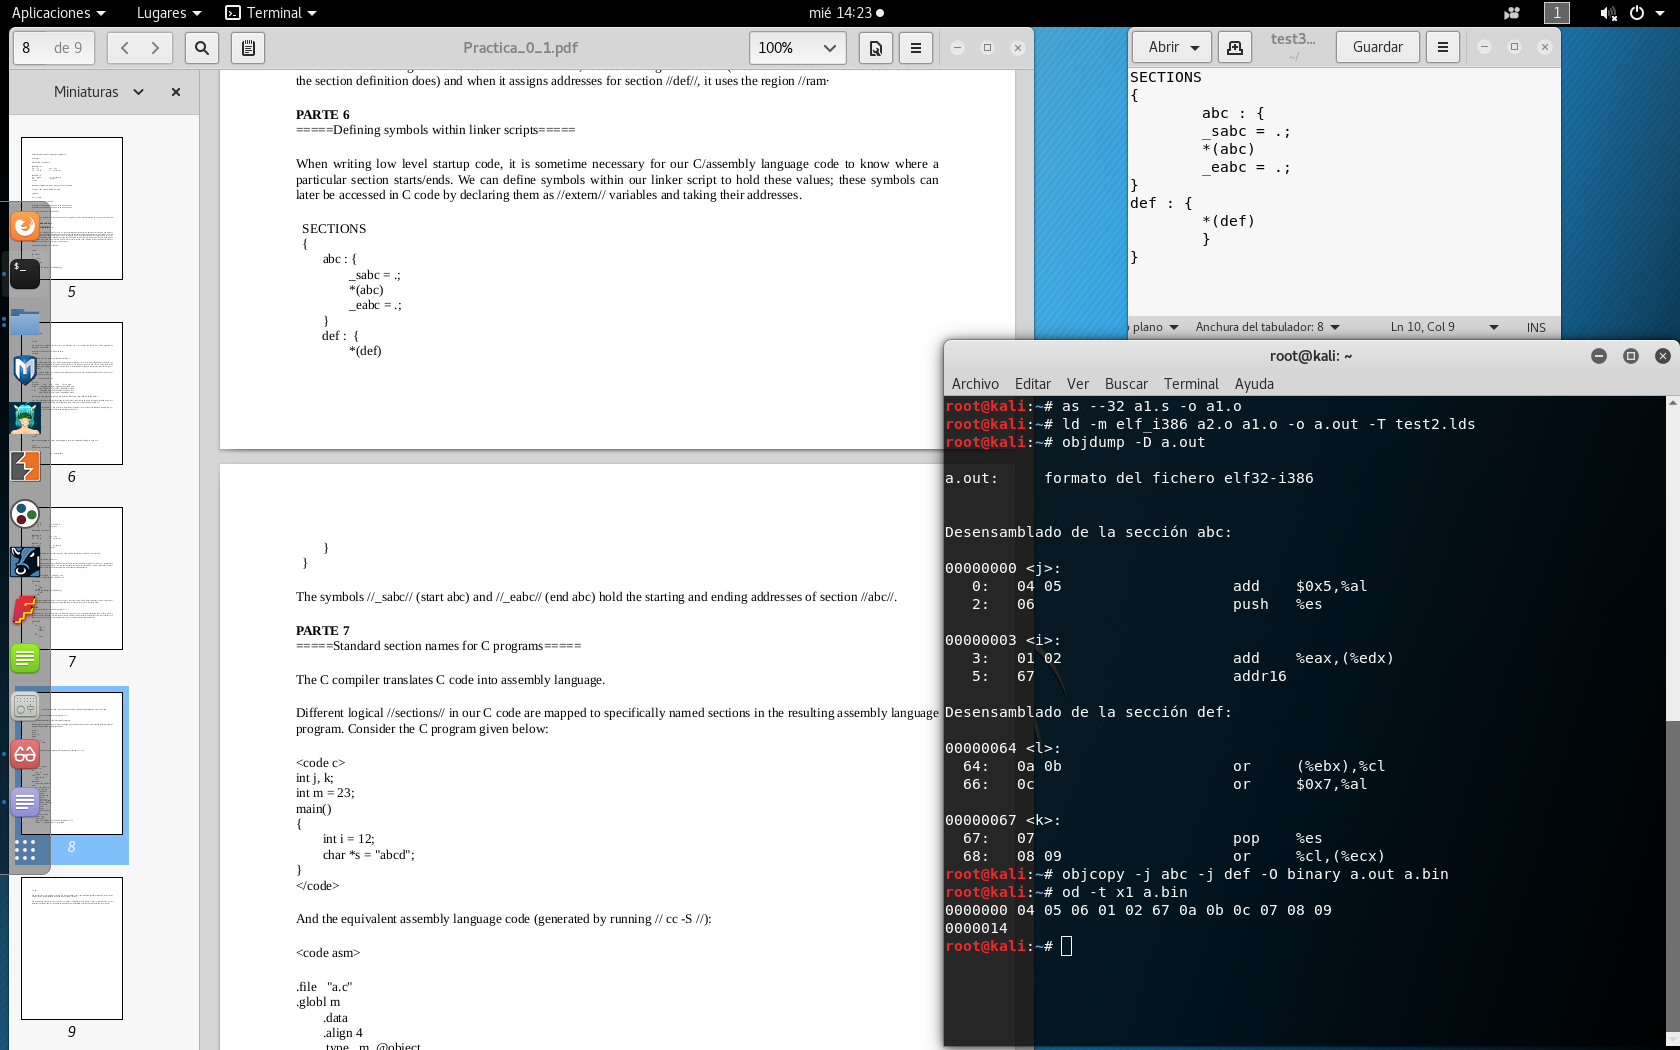 Aplicaciones Lugares Terminal mié 14:23 1
8 de 9 Practica_0_1.pdf 100%
Miniaturas
5
6
7
8
9
the section definition does) and when it assigns addresses for section //def//, it uses the region //ram·
PARTE 6
=====Defining symbols within linker scripts=====
When writing low level startup code, it is sometime necessary for our C/assembly language code to know where a
particular section starts/ends. We can define symbols within our linker script to hold these values; these symbols can
later be accessed in C code by declaring them as //extern// variables and taking their addresses.
SECTIONS
{
abc : {
_sabc = .;
*(abc)
_eabc = .;
}
def : {
*(def)
}
}
The symbols //_sabc// (start abc) and //_eabc// (end abc) hold the starting and ending addresses of section //abc//.
PARTE 7
=====Standard section names for C programs=====
The C compiler translates C code into assembly language.
Different logical //sections// in our C code are mapped to specifically named sections in the resulting assembly language
program. Consider the C program given below:
<code c>
int j, k;
int m = 23;
main()
{
int i = 12;
char *s = "abcd";
}
</code>
And the equivalent assembly language code (generated by running // cc -S //):
<code asm>
.file "a.c"
.globl m
.data
.align 4
.type m, @object
Abrir test3... Guardar
~/
SECTIONS
{
abc : {
_sabc = .;
*(abc)
_eabc = .;
}
def : {
*(def)
}
}
plano Anchura del tabulador: 8 Ln 10, Col 9 INS
root@kali: ~
Archivo Editar Ver Buscar Terminal Ayuda
root@kali:~# as --32 a1.s -o a1.o
root@kali:~# ld -m elf_i386 a2.o a1.o -o a.out -T test2.lds
root@kali:~# objdump -D a.out
a.out: formato del fichero elf32-i386
Desensamblado de la sección abc:
00000000 <j>:
0: 04 05 add $0x5,%al
2: 06 push %es
00000003 <i>:
3: 01 02 add %eax,(%edx)
5: 67 addr16
Desensamblado de la sección def:
00000064 <l>:
64: 0a 0b or (%ebx),%cl
66: 0c or $0x7,%al
00000067 <k>:
67: 07 pop %es
68: 08 09 or %cl,(%ecx)
root@kali:~# objcopy -j abc -j def -O binary a.out a.bin
root@kali:~# od -t x1 a.bin
0000000 04 05 06 01 02 67 0a 0b 0c 07 08 09
0000014
root@kali:~#